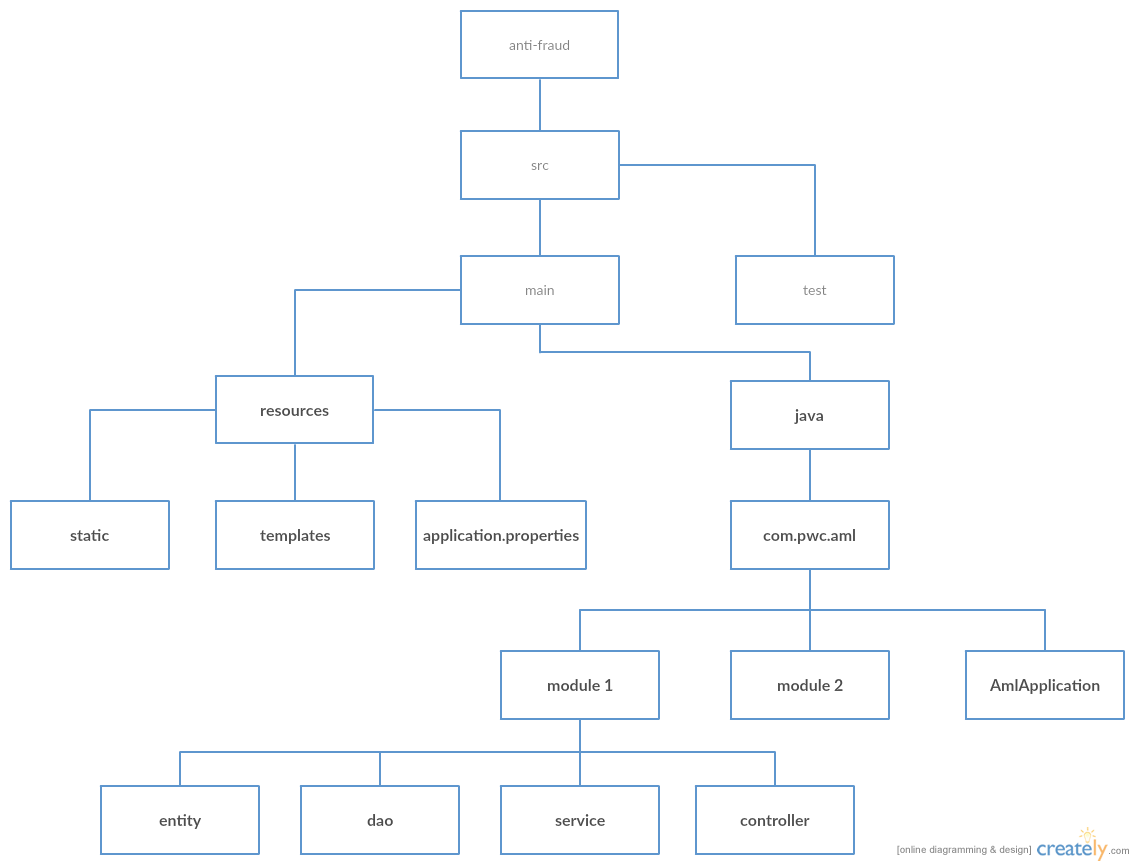 anti-fraud
src
main
test
resources
java
static
templates
application.properties
com.pwc.aml
module 1
module 2
AmlApplication
entity
dao
service
controller
[online diagramming & design] creately.com